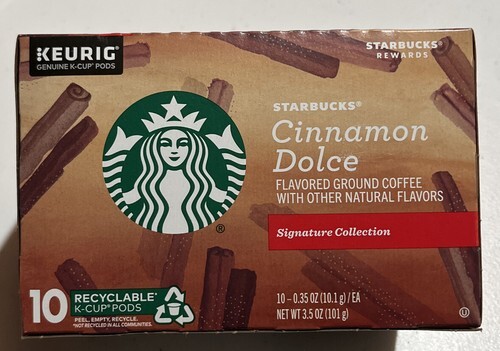 KEURIG®
GENUINE K-CUP® PODS
STARBUCKS®
REWARDS
STARBUCKS®
Cinnamon
Dolce
FLAVORED GROUND COFFEE
WITH OTHER NATURAL FLAVORS
®
Signature Collection
10 – 0.35 OZ (10.1 g) / EA
NET WT 3.5 OZ (101 g)
10 RECYCLABLE*
K-CUP® PODS
PEEL, EMPTY, RECYCLE.
*NOT RECYCLED IN ALL COMMUNITIES.
U